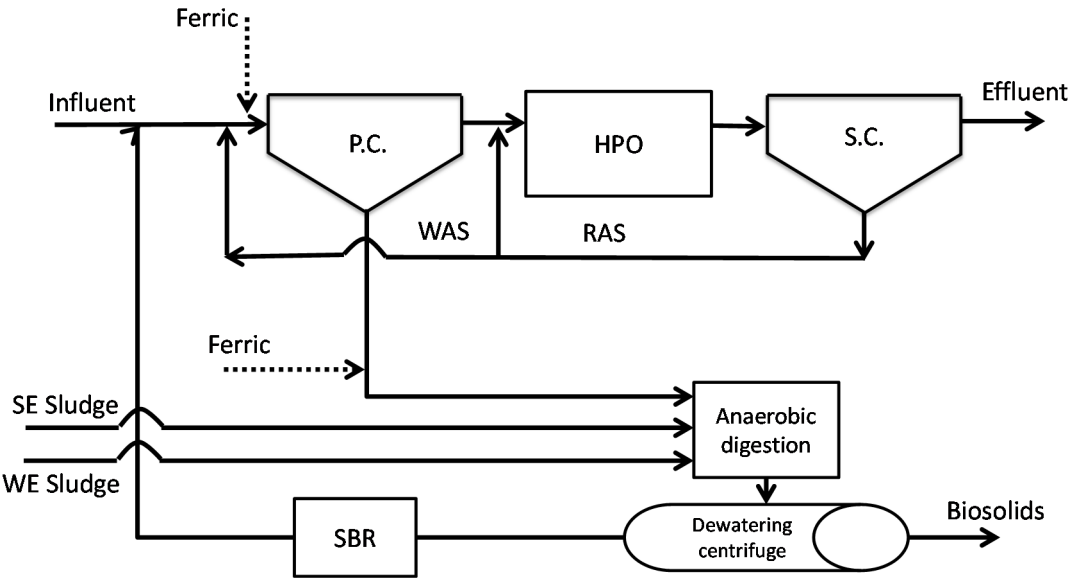 Ferric
Influent
P.C.
HPO
S.C.
Effluent
WAS
RAS
Ferric
SE Sludge
WE Sludge
Anaerobic
digestion
SBR
Dewatering
centrifuge
Biosolids